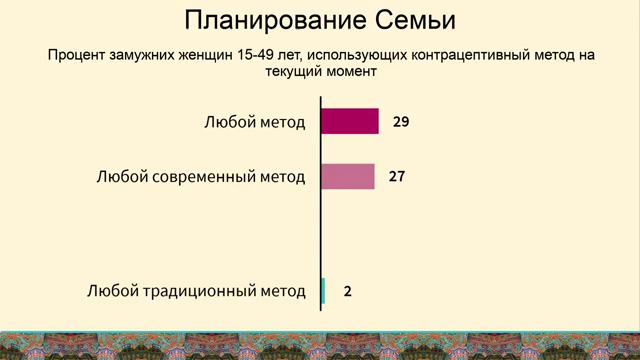 Планирование Семьи
Процент замужних женщин 15-49 лет, использующих контрацептивный метод на
текущий момент
Любой метод 29
Любой современный метод 27
Любой традиционный метод 2